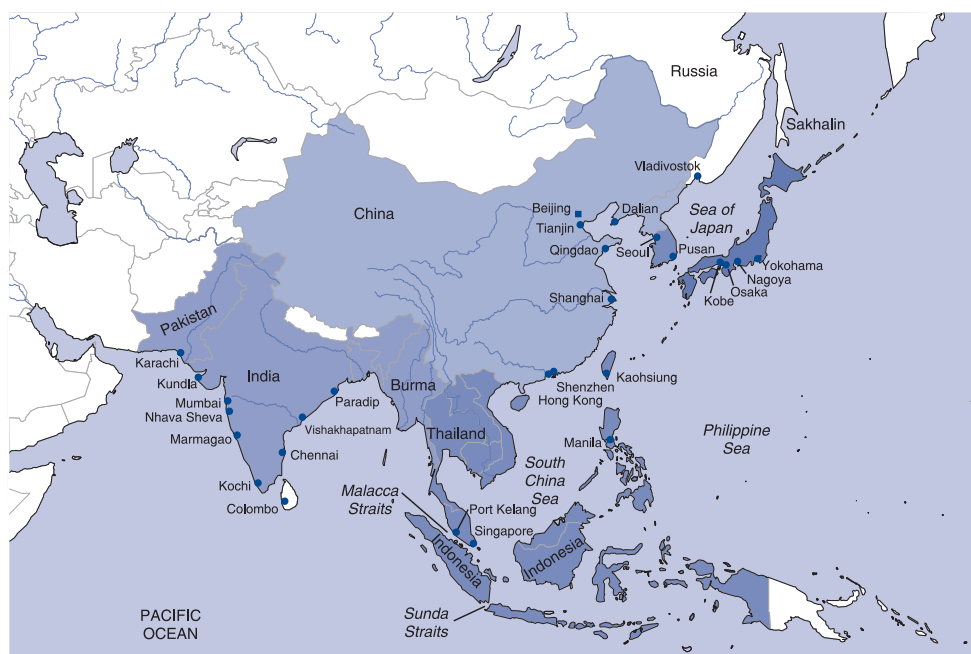 Russia
Sakhalin
Vladivostok
China
Beijing
Dalian
Sea of
Japan
Tianjin
Qingdao
Seoul
Pusan
Yokohama
Nagoya
Osaka
Kobe
Shanghai
Pakistan
Karachi
India
Kundla
Burma
Shenzhen
Kaohsiung
Hong Kong
Mumbai
Paradip
Nhava Sheva
Vishakhapatnam
Thailand
Marmagao
Manila
Philippine
Sea
Chennai
South
China
Sea
Kochi
Malacca
Straits
Colombo
Port Kelang
Singapore
Indonesia
Indonesia
PACIFIC
OCEAN
Sunda
Straits